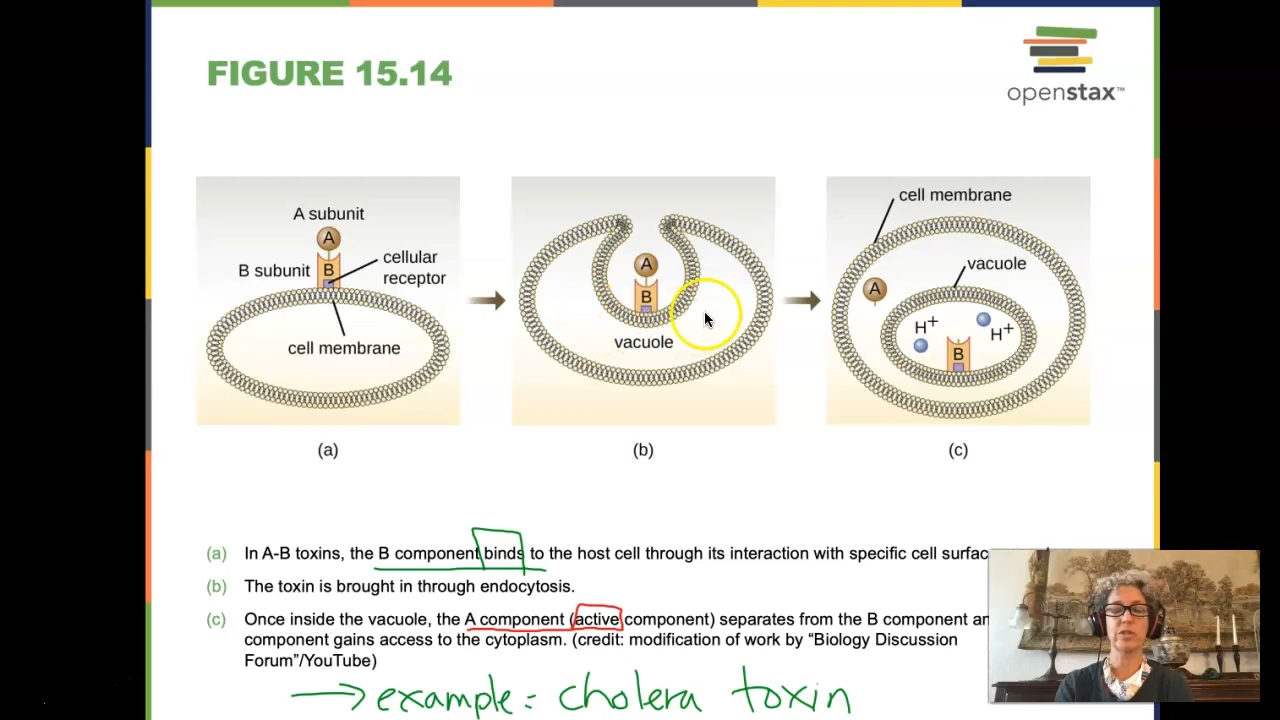 FIGURE 15.14
openstax™
A subunit
A
B subunit
B
cellular
receptor
cell membrane
(a)
A
B
vacuole
(b)
cell membrane
vacuole
A
H+
H+
B
(c)
(a) In A-B toxins, the B component binds to the host cell through its interaction with specific cell
(b) The toxin is brought in through endocytosis.
(c) Once inside the vacuole, the A component (active component) separates from the B component
component gains access to the cytoplasm. (credit: modification of work by “Biology Discussion
Forum”/YouTube)
→ example = cholera toxin